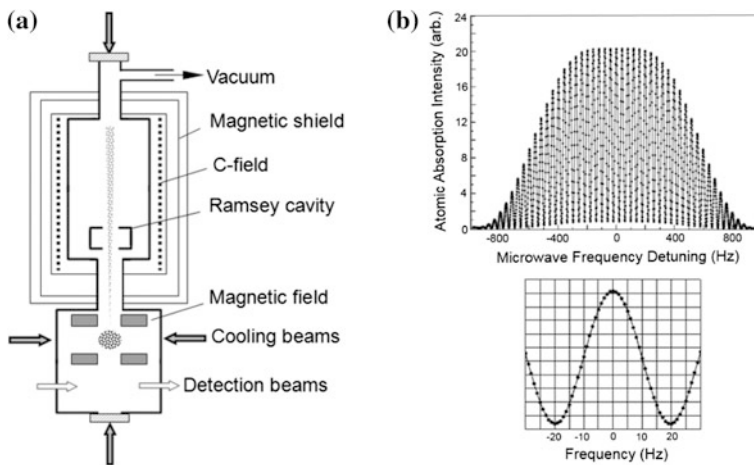 (a)
Vacuum
Magnetic shield
C-field
Ramsey cavity
Magnetic field
Cooling beams
Detection beams
(b)
Atomic Absorption Intensity (arb.)
24
20
16
12
8
4
0
-800 -400 0 400 800
Microwave Frequency Detuning (Hz)
-20 -10 0 10 20
Frequency (Hz)